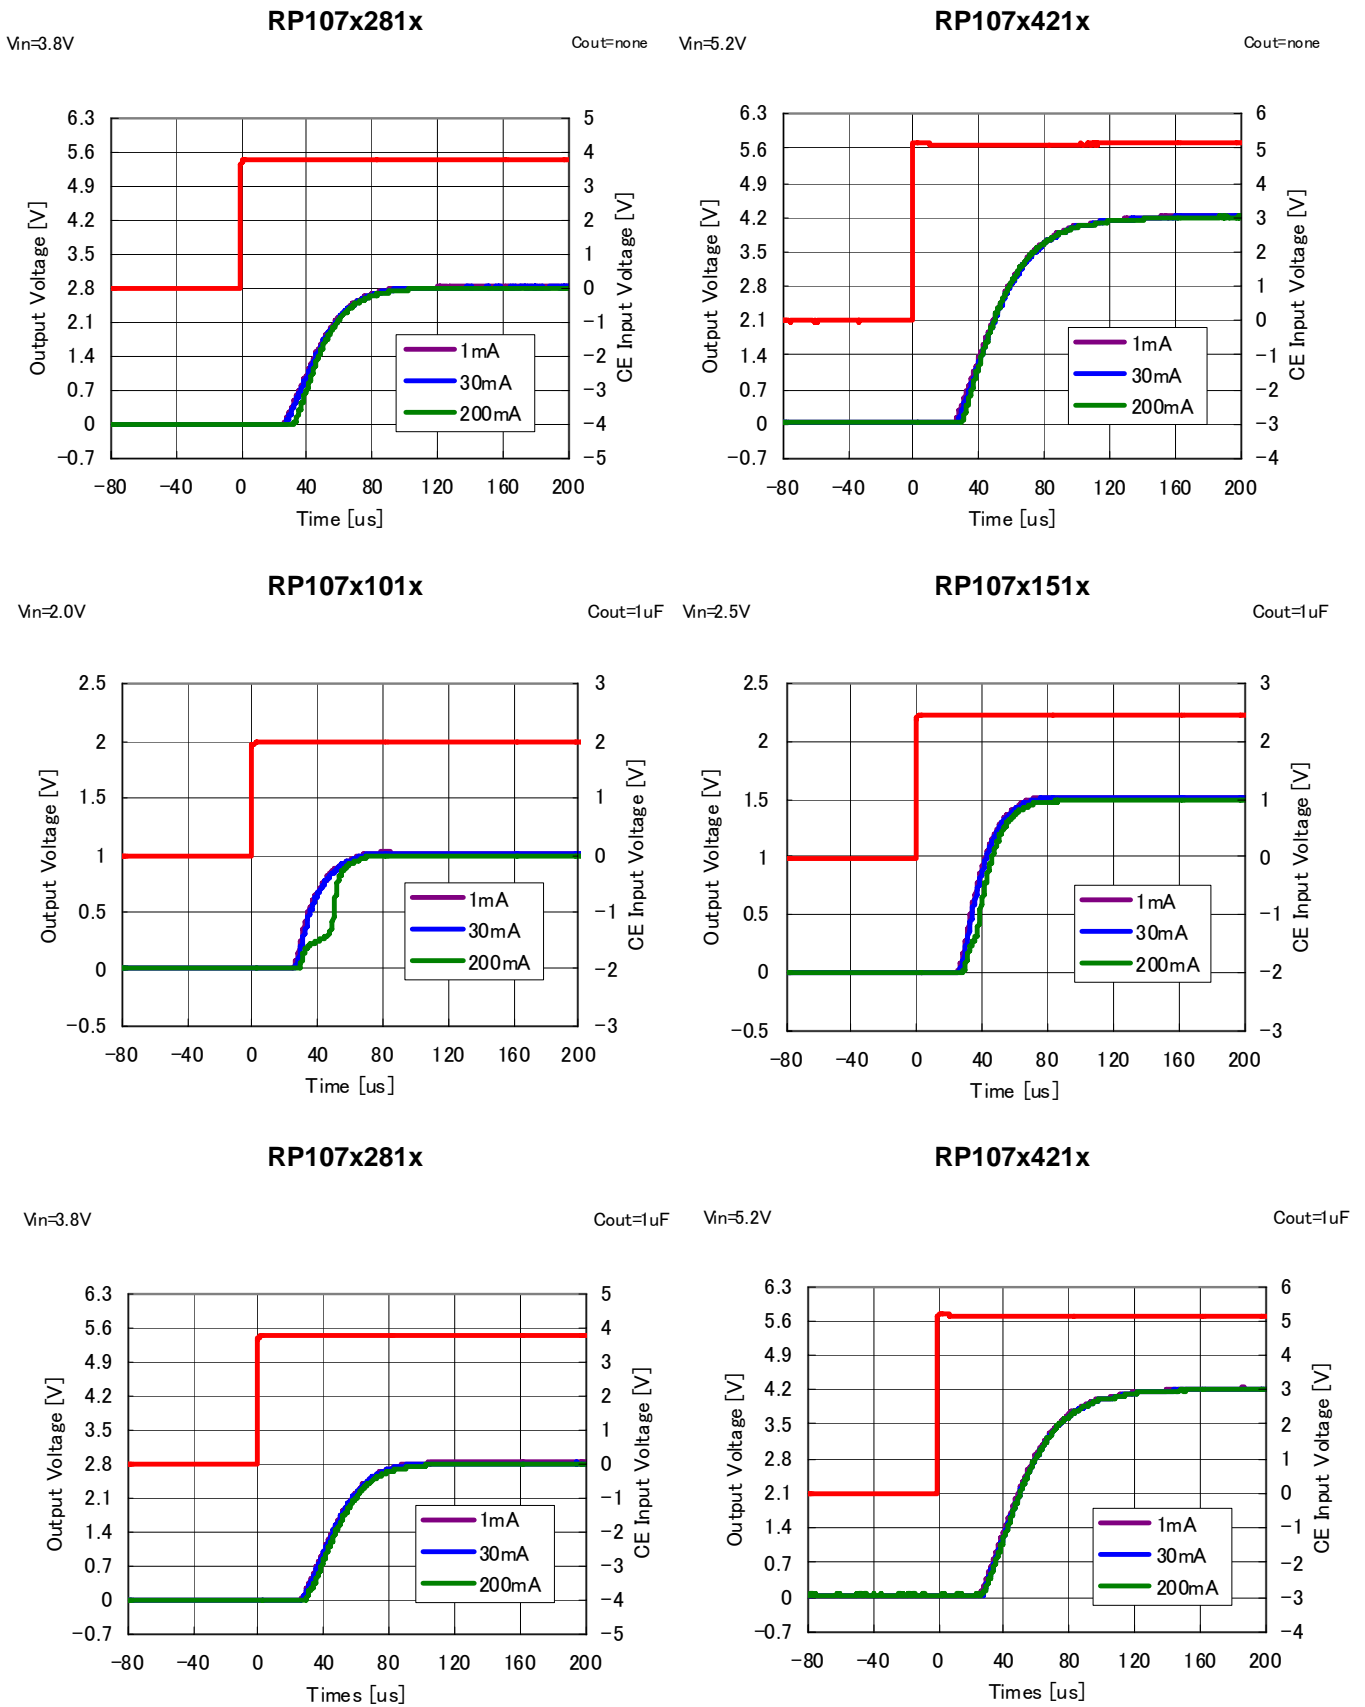 RP107x281x
Vin=3.8V
Cout=none
6.3
5.6
4.9
4.2
3.5
2.8
2.1
1.4
0.7
0
−0.7
Output Voltage [V]
5
4
3
2
1
0
−1
−2
−3
−4
−5
CE Input Voltage [V]
1mA
30mA
200mA
−80 −40 0 40 80 120 160 200
Time [us]
RP107x421x
Vin=5.2V
Cout=none
6.3
5.6
4.9
4.2
3.5
2.8
2.1
1.4
0.7
0
−0.7
Output Voltage [V]
6
5
4
3
2
1
0
−1
−2
−3
−4
CE Input Voltage [V]
1mA
30mA
200mA
−80 −40 0 40 80 120 160 200
Time [us]
RP107x101x
Vin=2.0V
Cout=1uF
2.5
2
1.5
1
0.5
0
−0.5
Output Voltage [V]
3
2
1
0
−1
−2
−3
CE Input Voltage [V]
1mA
30mA
200mA
−80 −40 0 40 80 120 160 200
Time [us]
RP107x151x
Vin=2.5V
Cout=1uF
2.5
2
1.5
1
0.5
0
−0.5
Output Voltage [V]
3
2
1
0
−1
−2
−3
CE Input Voltage [V]
1mA
30mA
200mA
−80 −40 0 40 80 120 160 200
Time [us]
RP107x281x
Vin=3.8V
Cout=1uF
6.3
5.6
4.9
4.2
3.5
2.8
2.1
1.4
0.7
0
−0.7
Output Voltage [V]
5
4
3
2
1
0
−1
−2
−3
−4
−5
CE Input Voltage [V]
1mA
30mA
200mA
−80 −40 0 40 80 120 160 200
Times [us]
RP107x421x
Vin=5.2V
Cout=1uF
6.3
5.6
4.9
4.2
3.5
2.8
2.1
1.4
0.7
0
−0.7
Output Voltage [V]
6
5
4
3
2
1
0
−1
−2
−3
−4
CE Input Voltage [V]
1mA
30mA
200mA
−80 −40 0 40 80 120 160 200
Times [us]